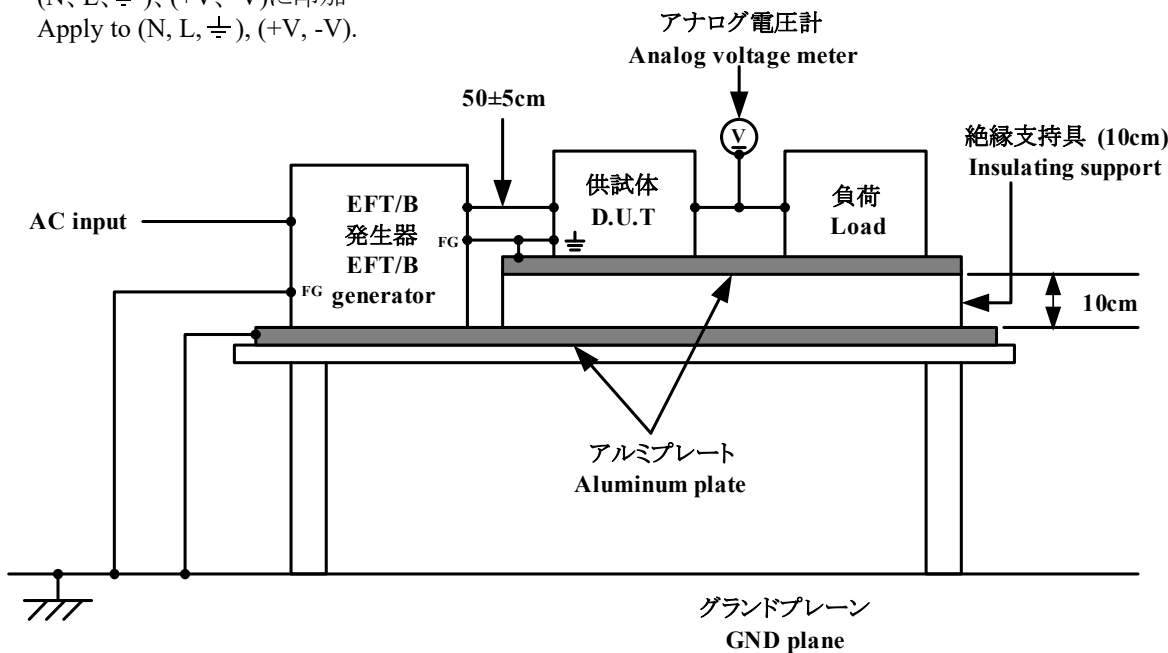 (N、L、⏚)、(+V、-V)に印加
Apply to (N, L, ⏚), (+V, -V).
アナログ電圧計
Analog voltage meter
50±5cm
V
絶縁支持具 (10cm)
Insulating support
供試体
D.U.T
負荷
Load
AC input
EFT/B
発生器
EFT/B
generator
FG
FG
10cm
アルミプレート
Aluminum plate
グランドプレーン
GND plane